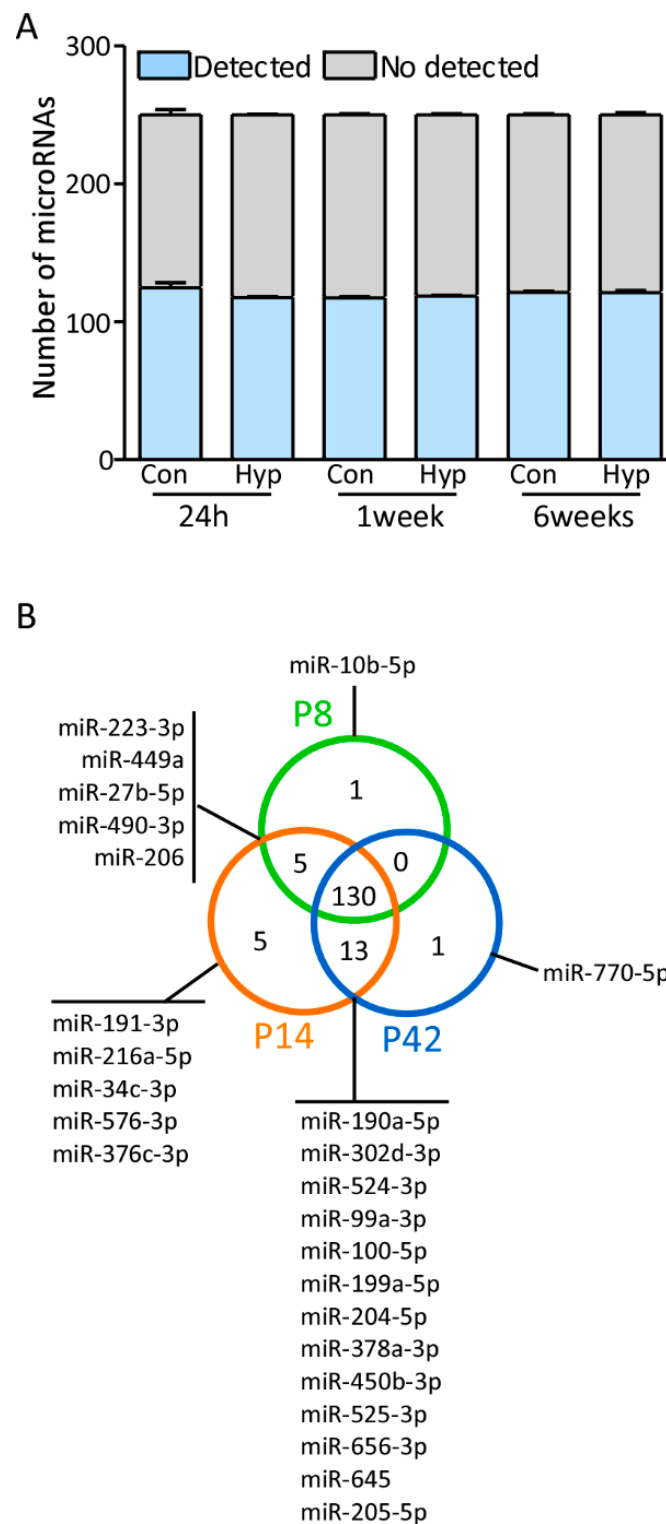 A
300
Detected No detected
Number of microRNAs
200
100
0
Con Hyp Con Hyp Con Hyp
24h 1week 6weeks
B
miR-10b-5p
P8
miR-223-3p
miR-449a
miR-27b-5p
miR-490-3p
miR-206
1
5 0
130
5 13 1
miR-770-5p
P14 P42
miR-191-3p
miR-216a-5p
miR-34c-3p
miR-576-3p
miR-376c-3p
miR-190a-5p
miR-302d-3p
miR-524-3p
miR-99a-3p
miR-100-5p
miR-199a-5p
miR-204-5p
miR-378a-3p
miR-450b-3p
miR-525-3p
miR-656-3p
miR-645
miR-205-5p